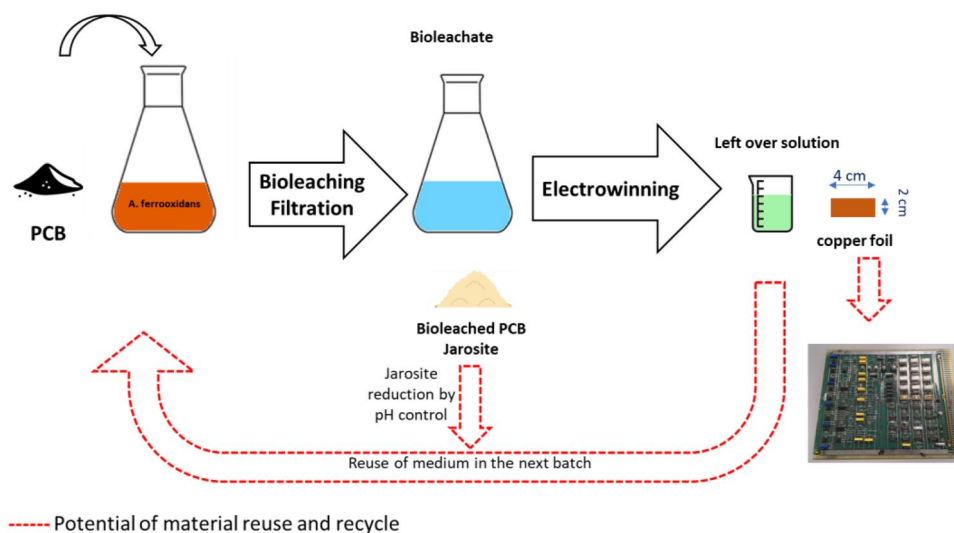 Bioleachate
A. ferrooxidans
PCB
Bioleaching
Filtration
Electrowinning
Left over solution
4 cm
2 cm
copper foil
Bioleached PCB
Jarosite
Jarosite
reduction by
pH control
Reuse of medium in the next batch
Potential of material reuse and recycle